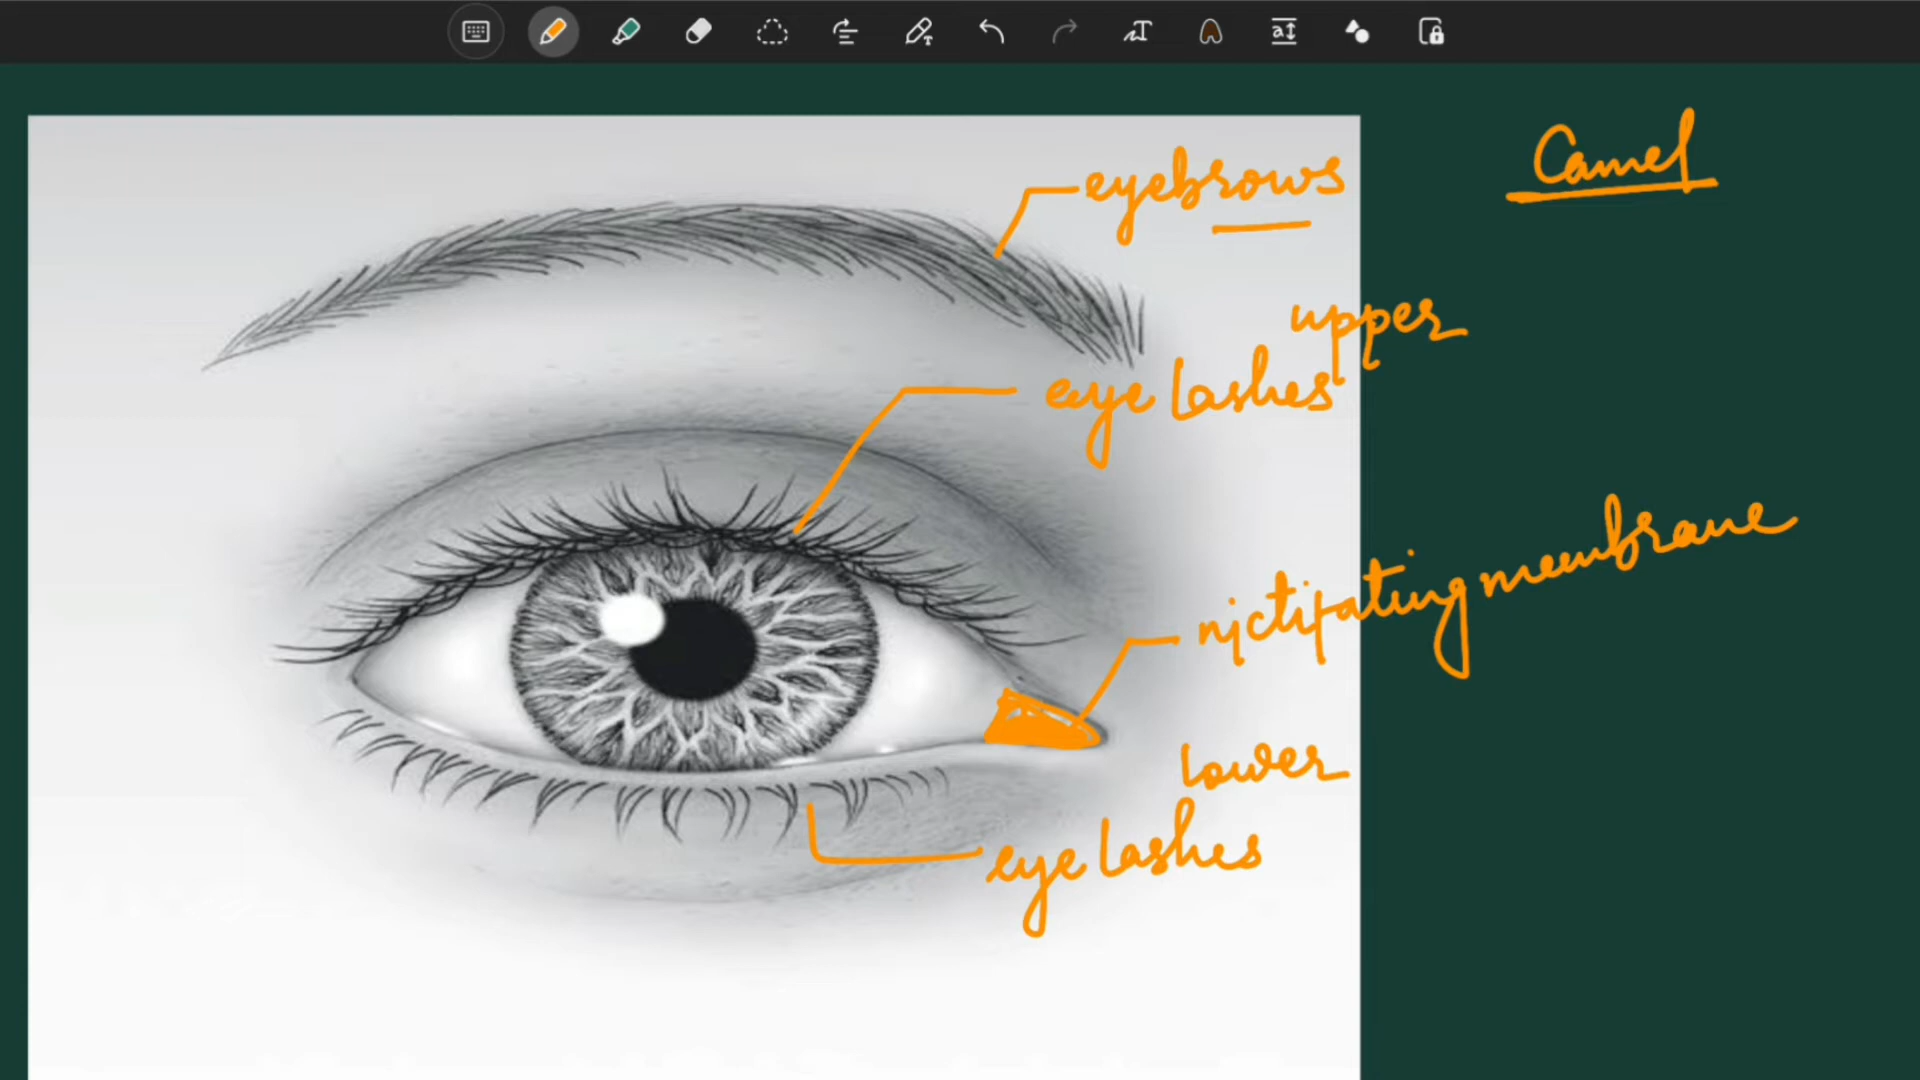 Camel
eyebrows
upper
eye lashes
nictitating membrane
lower
eye lashes